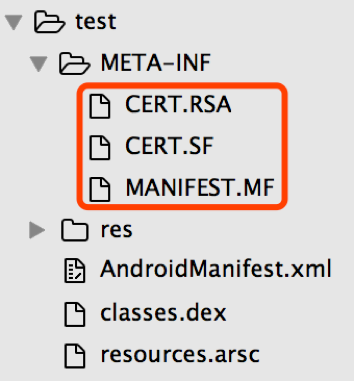 test
META-INF
CERT.RSA
CERT.SF
MANIFEST.MF
res
AndroidManifest.xml
classes.dex
resources.arsc